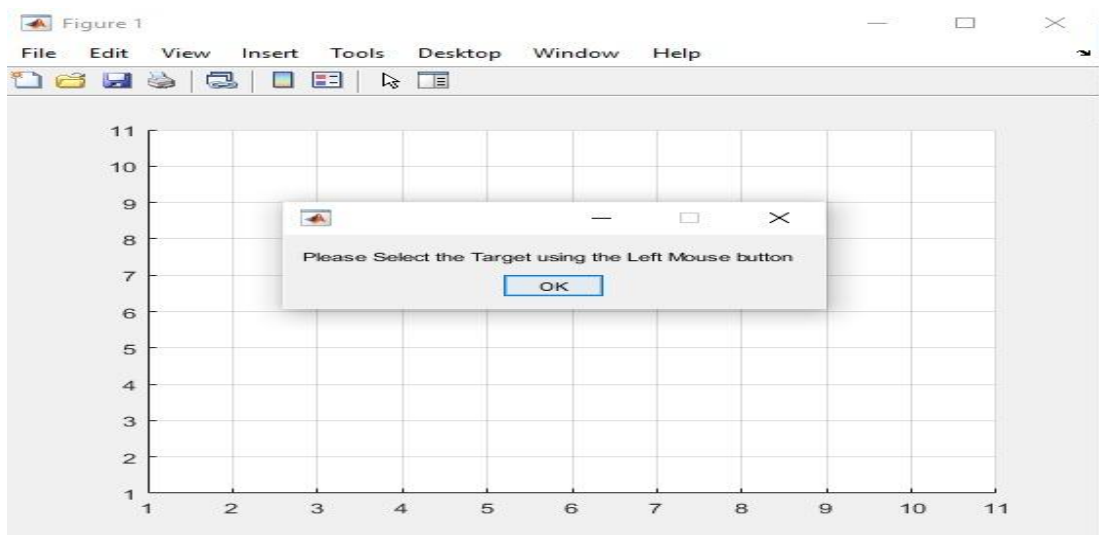 Figure 1
File Edit View Insert Tools Desktop Window Help
11
10
9
8
7
6
5
4
3
2
1
Please Select the Target using the Left Mouse button
OK
1 2 3 4 5 6 7 8 9 10 11